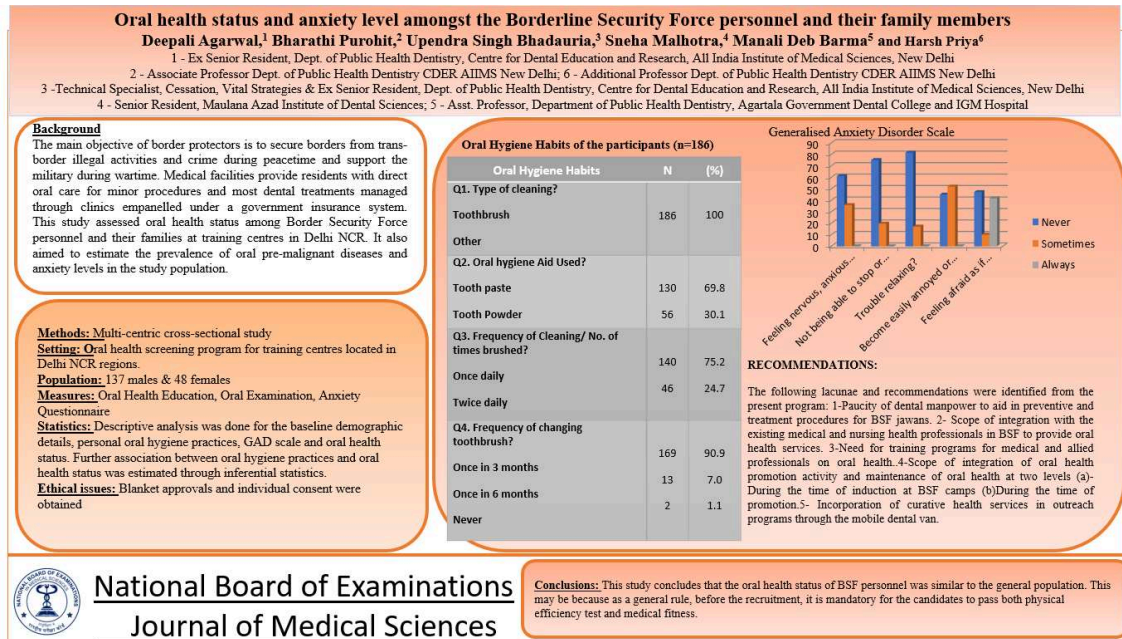 Oral health status and anxiety level amongst the Borderline Security Force personnel and their family members
Deepali Agarwal,1 Bharathi Purohit,2 Upendra Singh Bhadauria,3 Sneha Malhotra,4 Manali Deb Barma5 and Harsh Priya6
1 - Ex Senior Resident, Dept. of Public Health Dentistry, Centre for Dental Education and Research, All India Institute of Medical Sciences, New Delhi
2 - Associate Professor Dept. of Public Health Dentistry CDER AIIMS New Delhi; 6 - Additional Professor Dept. of Public Health Dentistry CDER AIIMS New Delhi
3 -Technical Specialist, Cessation, Vital Strategies & Ex Senior Resident, Dept. of Public Health Dentistry, Centre for Dental Education and Research, All India Institute of Medical Sciences, New Delhi
4 - Senior Resident, Maulana Azad Institute of Dental Sciences; 5 - Asst. Professor, Department of Public Health Dentistry, Agartala Government Dental College and IGM Hospital
Background
The main objective of border protectors is to secure borders from trans-
border illegal activities and crime during peacetime and support the
military during wartime. Medical facilities provide residents with direct
oral care for minor procedures and most dental treatments managed
through clinics empanelled under a government insurance system.
This study assessed oral health status among Border Security Force
personnel and their families at training centres in Delhi NCR. It also
aimed to estimate the prevalence of oral pre-malignant diseases and
anxiety levels in the study population.
Methods: Multi-centric cross-sectional study
Setting: Oral health screening program for training centres located in
Delhi NCR regions.
Population: 137 males & 48 females
Measures: Oral Health Education, Oral Examination, Anxiety
Questionnaire
Statistics: Descriptive analysis was done for the baseline demographic
details, personal oral hygiene practices, GAD scale and oral health
status. Further association between oral hygiene practices and oral
health status was estimated through inferential statistics.
Ethical issues: Blanket approvals and individual consent were
obtained
Oral Hygiene Habits of the participants (n=186)
Oral Hygiene Habits N (%)
Q1. Type of cleaning?
Toothbrush 186 100
Other
Q2. Oral hygiene Aid Used?
Tooth paste 130 69.8
Tooth Powder 56 30.1
Q3. Frequency of Cleaning/ No. of
times brushed?
140 75.2
Once daily
46 24.7
Twice daily
Q4. Frequency of changing
toothbrush?
169 90.9
Once in 3 months
13 7.0
Once in 6 months
2 1.1
Never
Generalised Anxiety Disorder Scale
90
80
70
60
50
40
30
20
10
0
Never
Sometimes
Always
Feeling nervous, anxious...
Not being able to stop or...
Trouble relaxing?
Become easily annoyed or...
Feeling afraid as if...
RECOMMENDATIONS:
The following lacunae and recommendations were identified from the
present program: 1-Paucity of dental manpower to aid in preventive and
treatment procedures for BSF jawans. 2- Scope of integration with the
existing medical and nursing health professionals in BSF to provide oral
health services. 3-Need for training programs for medical and allied
professionals on oral health..4-Scope of integration of oral health
promotion activity and maintenance of oral health at two levels (a)-
During the time of induction at BSF camps (b)During the time of
promotion.5- Incorporation of curative health services in outreach
programs through the mobile dental van.
National Board of Examinations
Journal of Medical Sciences
Conclusions: This study concludes that the oral health status of BSF personnel was similar to the general population. This
may be because as a general rule, before the recruitment, it is mandatory for the candidates to pass both physical
efficiency test and medical fitness.